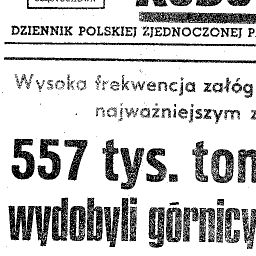 DZIENNIK POLSKIEJ ZJEDNOCZONEJ P
Wysoka frekwencja załóg
najważniejszym z
557 tys. ton
wydobyli górnicy